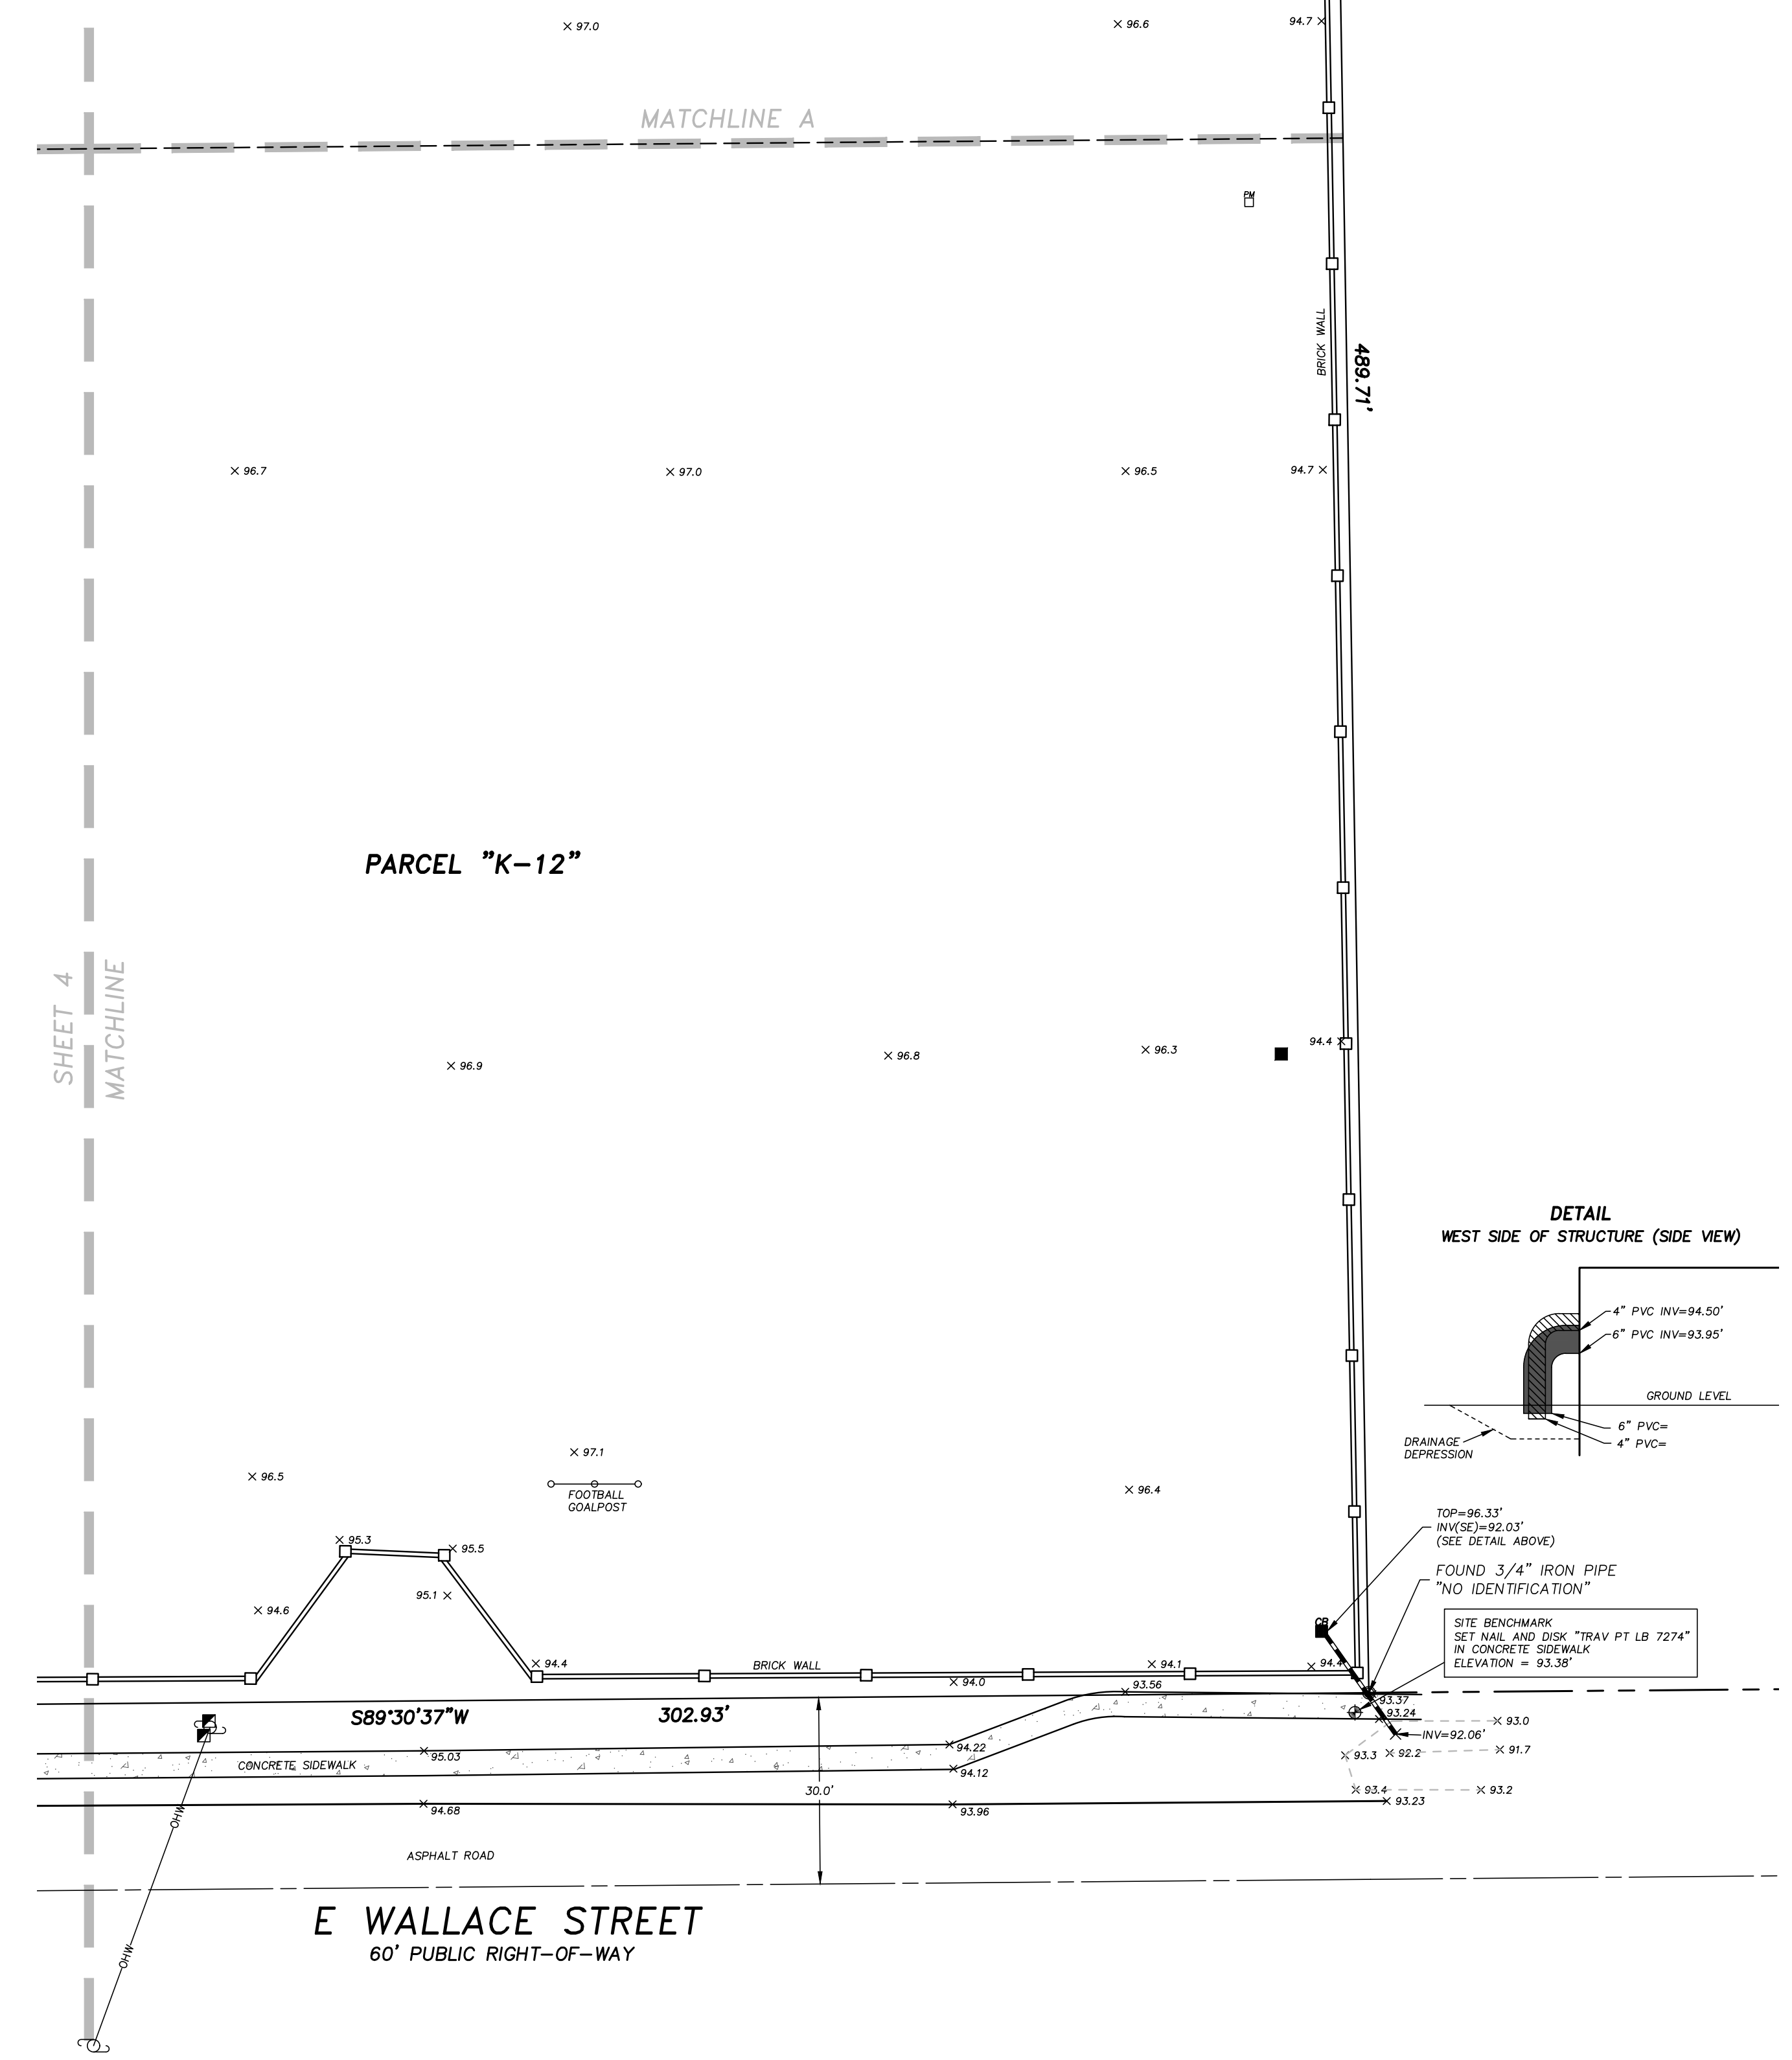 97.0
96.6
94.7
MATCHLINE A
PM
BRICK WALL
489.71'
96.7
97.0
96.5
94.7
PARCEL "K-12"
SHEET 4
MATCHLINE
96.9
96.8
96.3
94.4
DETAIL
WEST SIDE OF STRUCTURE (SIDE VIEW)
4" PVC INV=94.50'
6" PVC INV=93.95'
GROUND LEVEL
6" PVC=
4" PVC=
DRAINAGE
DEPRESSION
97.1
96.5
FOOTBALL
GOALPOST
96.4
95.3
95.5
95.1
94.6
TOP=96.33'
INV(SE)=92.03'
(SEE DETAIL ABOVE)
FOUND 3/4" IRON PIPE
"NO IDENTIFICATION"
CB
SITE BENCHMARK
SET NAIL AND DISK "TRAV PT LB 7274"
IN CONCRETE SIDEWALK
ELEVATION = 93.38'
94.4
BRICK WALL
94.1
94.4
94.0
93.56
93.37
93.24
93.0
S89°30'37"W
302.93'
INV=92.06'
94.22
95.03
93.3
92.2
91.7
CONCRETE SIDEWALK
94.12
30.0'
93.4
93.2
94.68
93.96
93.23
OHW
ASPHALT ROAD
E WALLACE STREET
60' PUBLIC RIGHT-OF-WAY
OHW